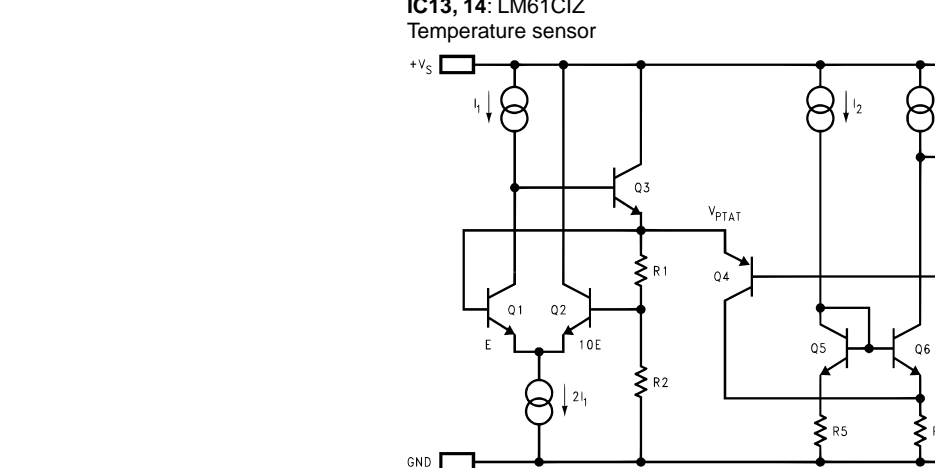 IC13, 14: LM61CIZ
Temperature sensor
+VS
I1
I2
Q3
VPTAT
R1
Q4
Q1
Q2
E
10E
Q5
Q6
R2
2I1
R5
GND